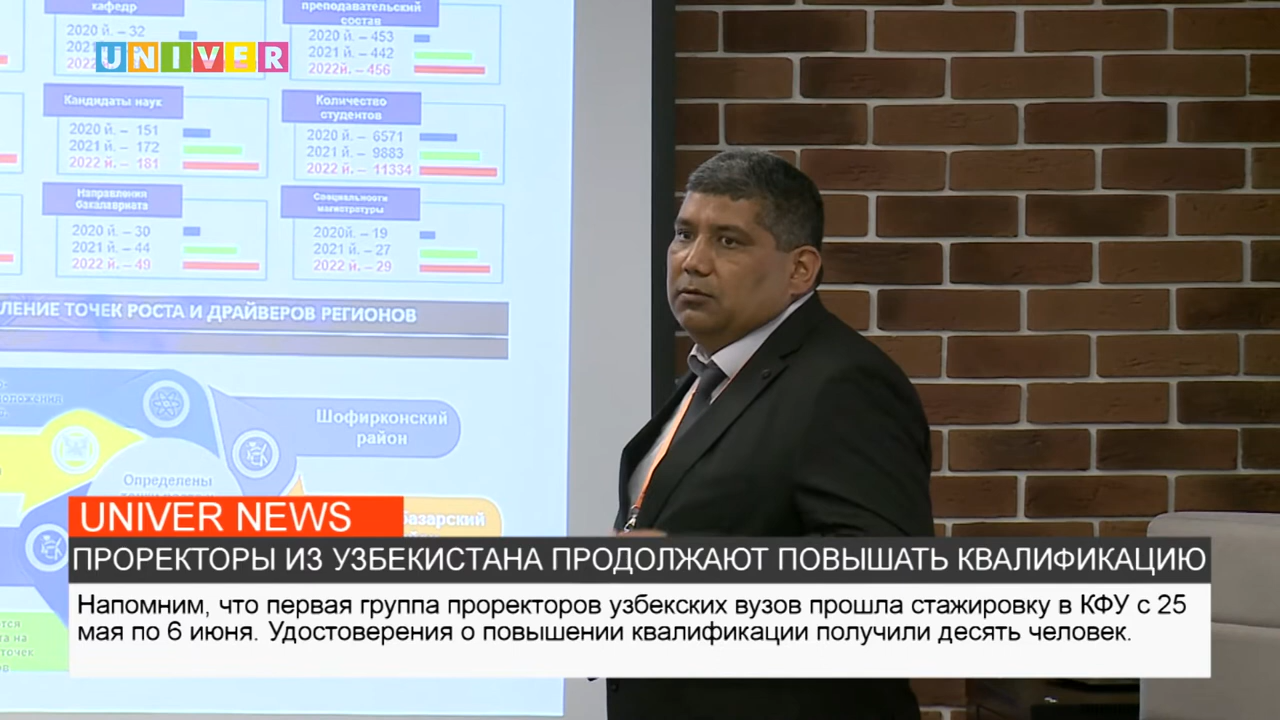 кафедр
2020 й. – 32
2021
2022
преподавательский
состав
2020 й. – 453
2021 й. – 442
2022й. – 456
UNIVER
Кандидаты наук
2020 й. – 151
2021 й. – 172
2022 й. – 181
Количество
студентов
2020 й. – 6571
2021 й. – 9883
2022 й. – 11334
Направления
бакалавриата
2020 й. – 30
2021 й. – 44
2022 й. – 49
Специальности
магистратуры
2020й. – 19
2021 й. – 27
2022 й. – 29
ЛЕНИЕ ТОЧЕК РОСТА И ДРАЙВЕРОВ РЕГИОНОВ
Шофирконский
район
Определены
базарский
UNIVER NEWS
ПРОРЕКТОРЫ ИЗ УЗБЕКИСТАНА ПРОДОЛЖАЮТ ПОВЫШАТЬ КВАЛИФИКАЦИЮ
Напомним, что первая группа проректоров узбекских вузов прошла стажировку в КФУ с 25
мая по 6 июня. Удостоверения о повышении квалификации получили десять человек.